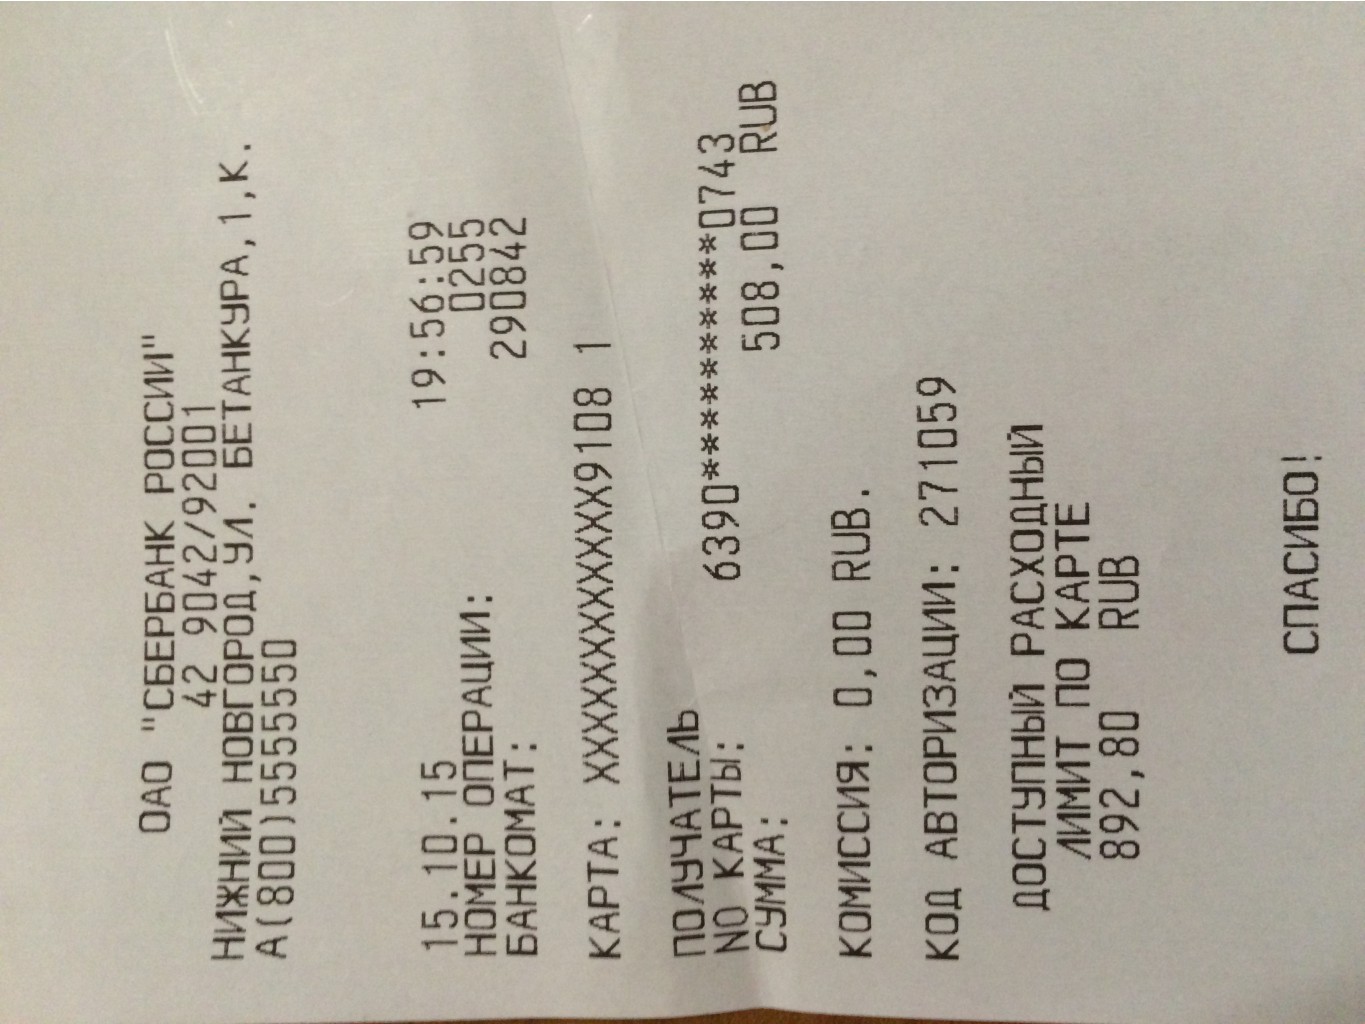 ОАО "СБЕРБАНК РОССИИ"
42 9042/92001
НИЖНИЙ НОВГОРОД,УЛ. БЕТАНКУРА,1,К.
А(800)5555550
15.10.15 19:56:59
НОМЕР ОПЕРАЦИИ: 0255
БАНКОМАТ: 290842
КАРТА: XXXXXXXXXXXXXX9108 1
ПОЛУЧАТЕЛЬ
NO КАРТЫ: 6390**********0743
СУММА: 508,00 RUB
КОМИССИЯ: 0,00 RUB.
КОД АВТОРИЗАЦИИ: 271059
ДОСТУПНЫЙ РАСХОДНЫЙ
ЛИМИТ ПО КАРТЕ
892,80 RUB
СПАСИБО!